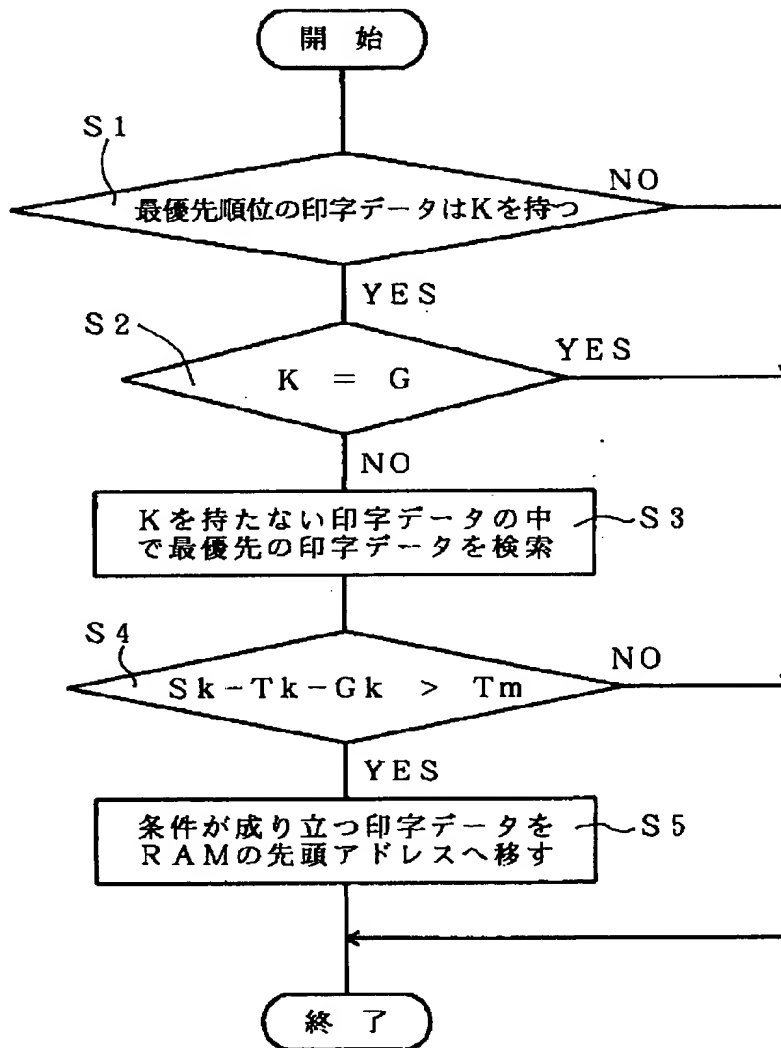 開始
S1
NO
最優先順位の印字データはKを持つ
YES
S2
YES
K = G
NO
Kを持たない印字データの中
で最優先の印字データを検索
S3
S4
NO
Sk-Tk-Gk > Tm
YES
条件が成り立つ印字データを
RAMの先頭アドレスへ移す
S5
終了